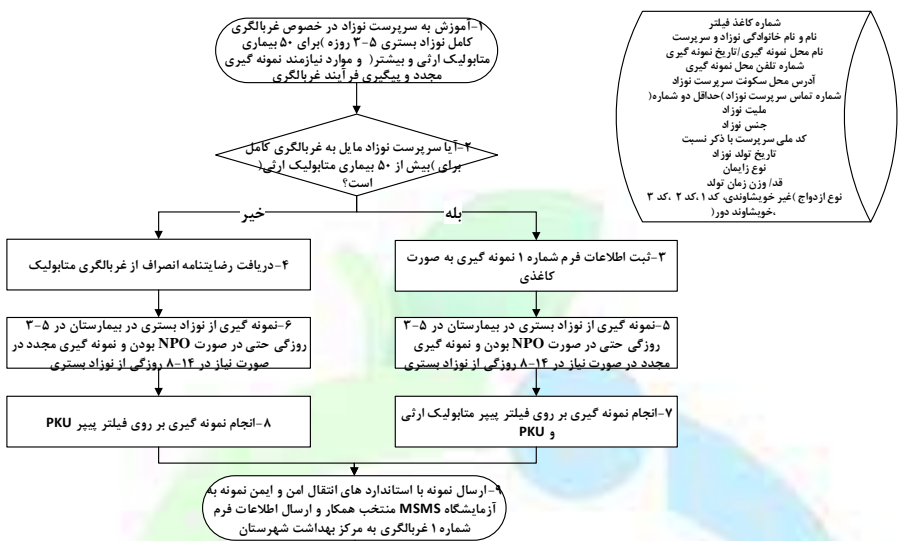 ۱-آموزش به سرپرست نوزاد در خصوص غربالگری
کامل نوزاد بستری ۵-۳ روزه )برای ۵۰ بیماری
متابولیک ارثی و بیشتر( و موارد نیازمند نمونه گیری
مجدد و پیگیری فرآیند غربالگری
شماره کاغذ فیلتر
نام و نام خانوادگی نوزاد و سرپرست
نام محل نمونه گیری/تاریخ نمونه گیری
شماره تلفن محل نمونه گیری
آدرس محل سکونت سرپرست نوزاد
شماره تماس سرپرست نوزاد)حداقل دو شماره(
ملیت نوزاد
جنس نوزاد
کد ملی سرپرست با ذکر نسبت
تاریخ تولد نوزاد
نوع زایمان
قد/ وزن زمان تولد
نوع ازدواج )غیر خویشاوندی، کد ۱ ،کد ۲ ،کد ۳
،خویشاوند دور(
۲-آیا سرپرست نوزاد مایل به غربالگری کامل
برای )بیش از ۵۰ بیماری متابولیک ارثی(
است؟
بله
خیر
۳-ثبت اطلاعات فرم شماره ۱ نمونه گیری به صورت
کاغذی
۴-دریافت رضایتنامه انصراف از غربالگری متابولیک
۵-نمونه گیری از نوزاد بستری در بیمارستان در ۵-۳
روزگی حتی در صورت NPO بودن و نمونه گیری
مجدد در صورت نیاز در ۱۴-۸ روزگی از نوزاد بستری
۶-نمونه گیری از نوزاد بستری در بیمارستان در ۵-۳
روزگی حتی در صورت NPO بودن و نمونه گیری مجدد در
صورت نیاز در ۱۴-۸ روزگی از نوزاد بستری
۷-انجام نمونه گیری بر روی فیلتر پیپر متابولیک ارثی
و PKU
۸-انجام نمونه گیری بر روی فیلتر پیپر PKU
۹-ارسال نمونه با استاندارد های انتقال امن و ایمن نمونه به
آزمایشگاه MSMS منتخب همکار و ارسال اطلاعات فرم
شماره ۱ غربالگری به مرکز بهداشت شهرستان